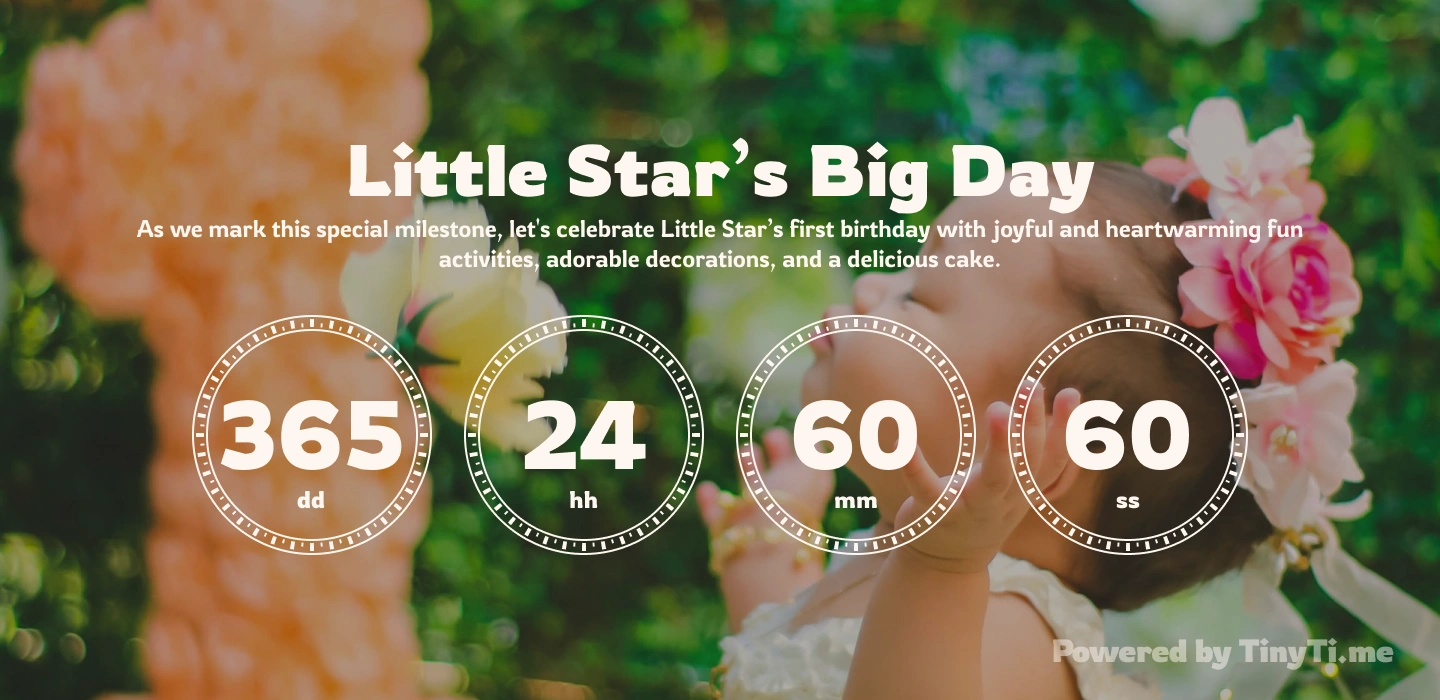 Little Star’s Big Day
As we mark this special milestone, let's celebrate Little Star’s first birthday with joyful and heartwarming fun
activities, adorable decorations, and a delicious cake.
365 24 60 60
dd hh mm ss
Powered by TinyTi.me